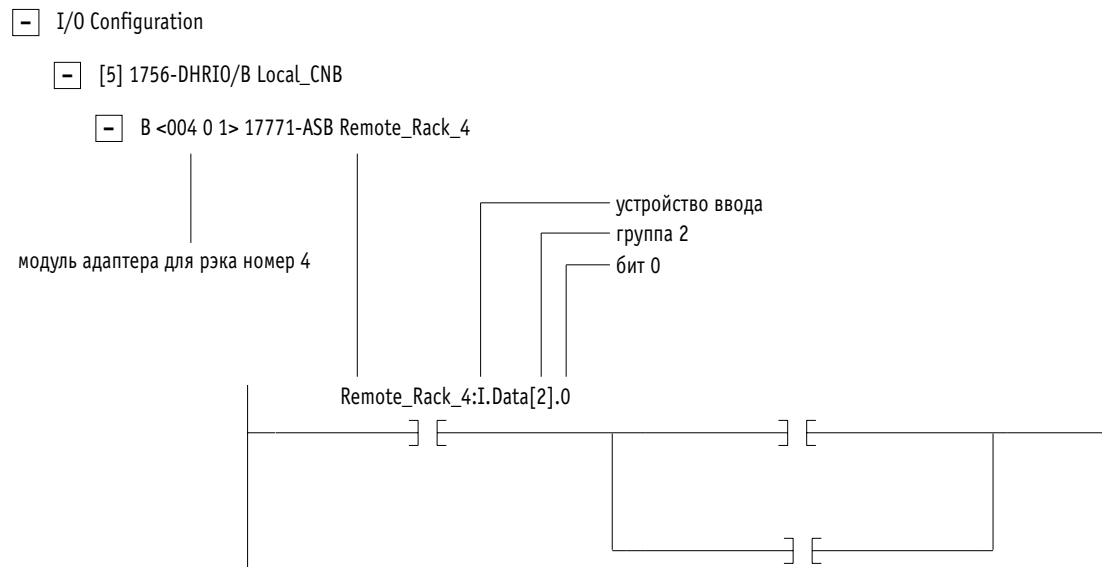 I/O Configuration
[5] 1756-DHRIO/B Local_CNB
B <004 0 1> 17771-ASB Remote_Rack_4
устройство ввода
группа 2
модуль адаптера для рэка номер 4
бит 0
Remote_Rack_4:I.Data[2].0